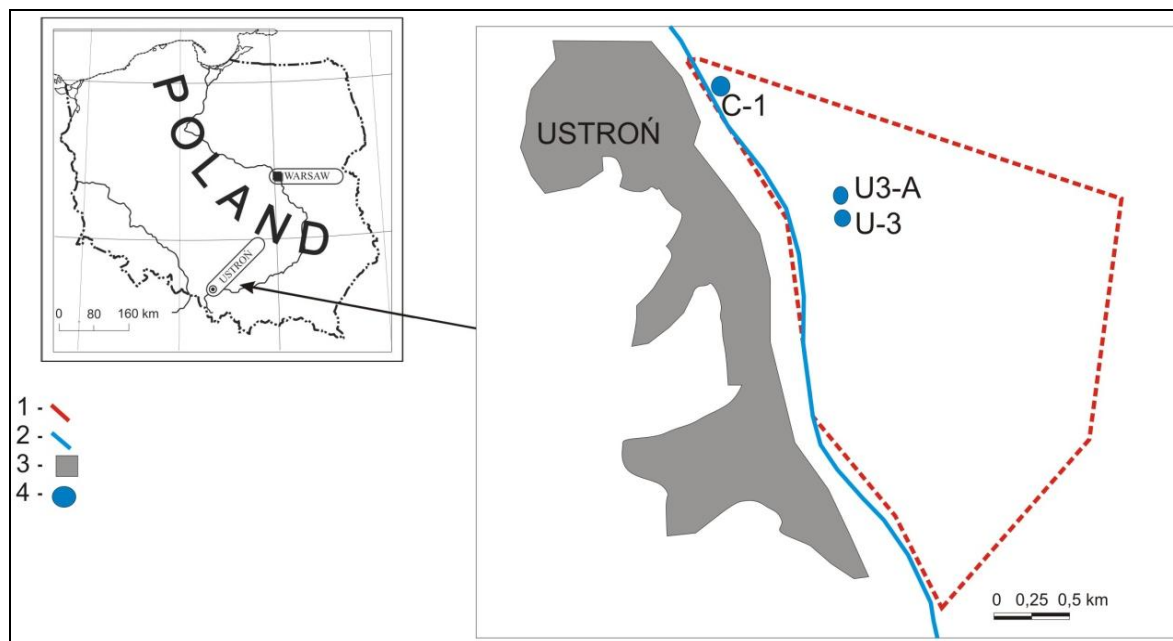 POLAND
WARSAW
USTROŃ
0 80 160 km
1 -
2 -
3 -
4 -
USTROŃ
C-1
U3-A
U-3
0 0,25 0,5 km